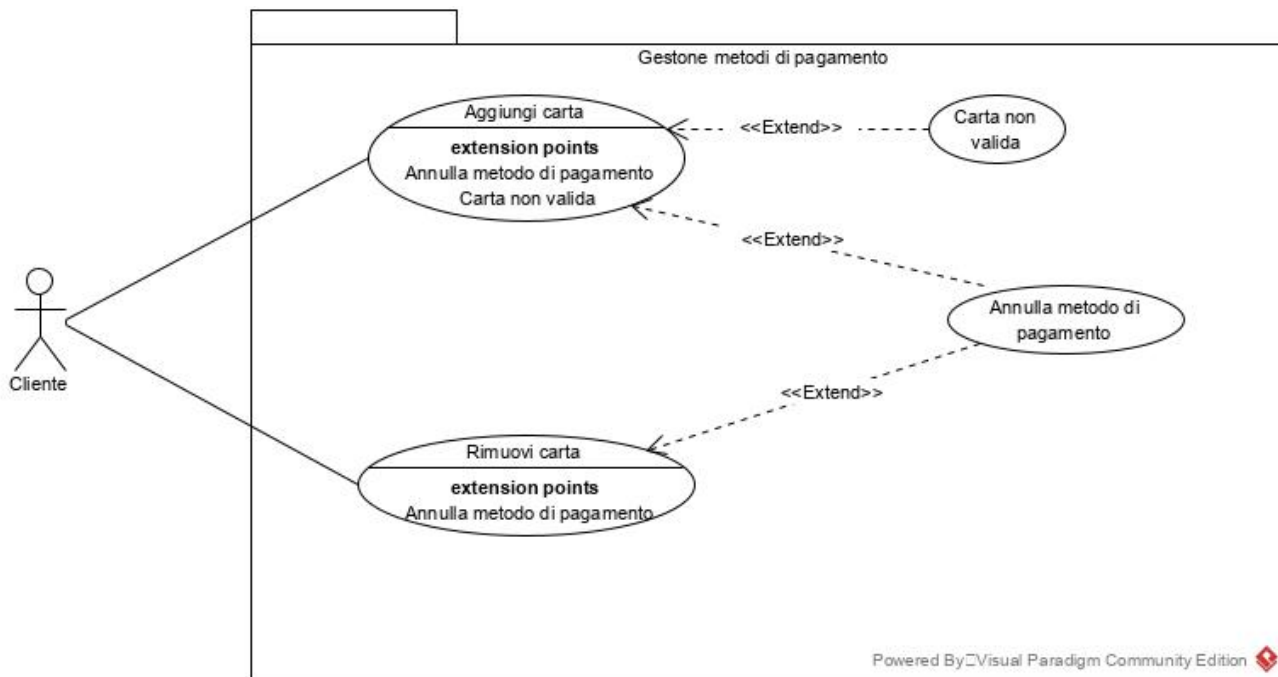 Gestone metodi di pagamento
Aggiungi carta
extension points
Annulla metodo di pagamento
Carta non valida
<<Extend>>
Carta non
valida
<<Extend>>
Annulla metodo di
pagamento
Cliente
<<Extend>>
Rimuovi carta
extension points
Annulla metodo di pagamento
Powered By□Visual Paradigm Community Edition